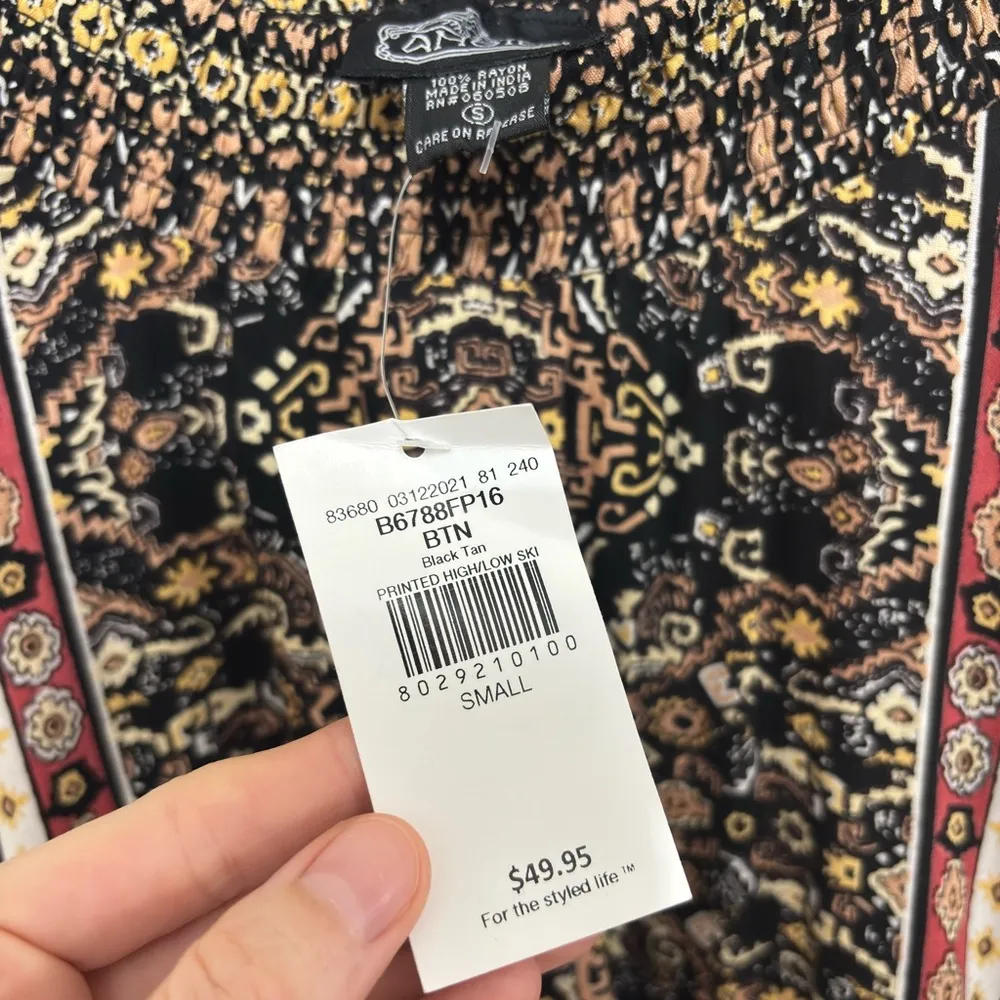 100% RAYON
MADE IN INDIA
RN#060506
S
CARE ON REVERSE
83680 03122021 81 240
B6788FP16
BTN
Black Tan
PRINTED HIGH/LOW SKI
8029210100
SMALL
$49.95
For the styled life™